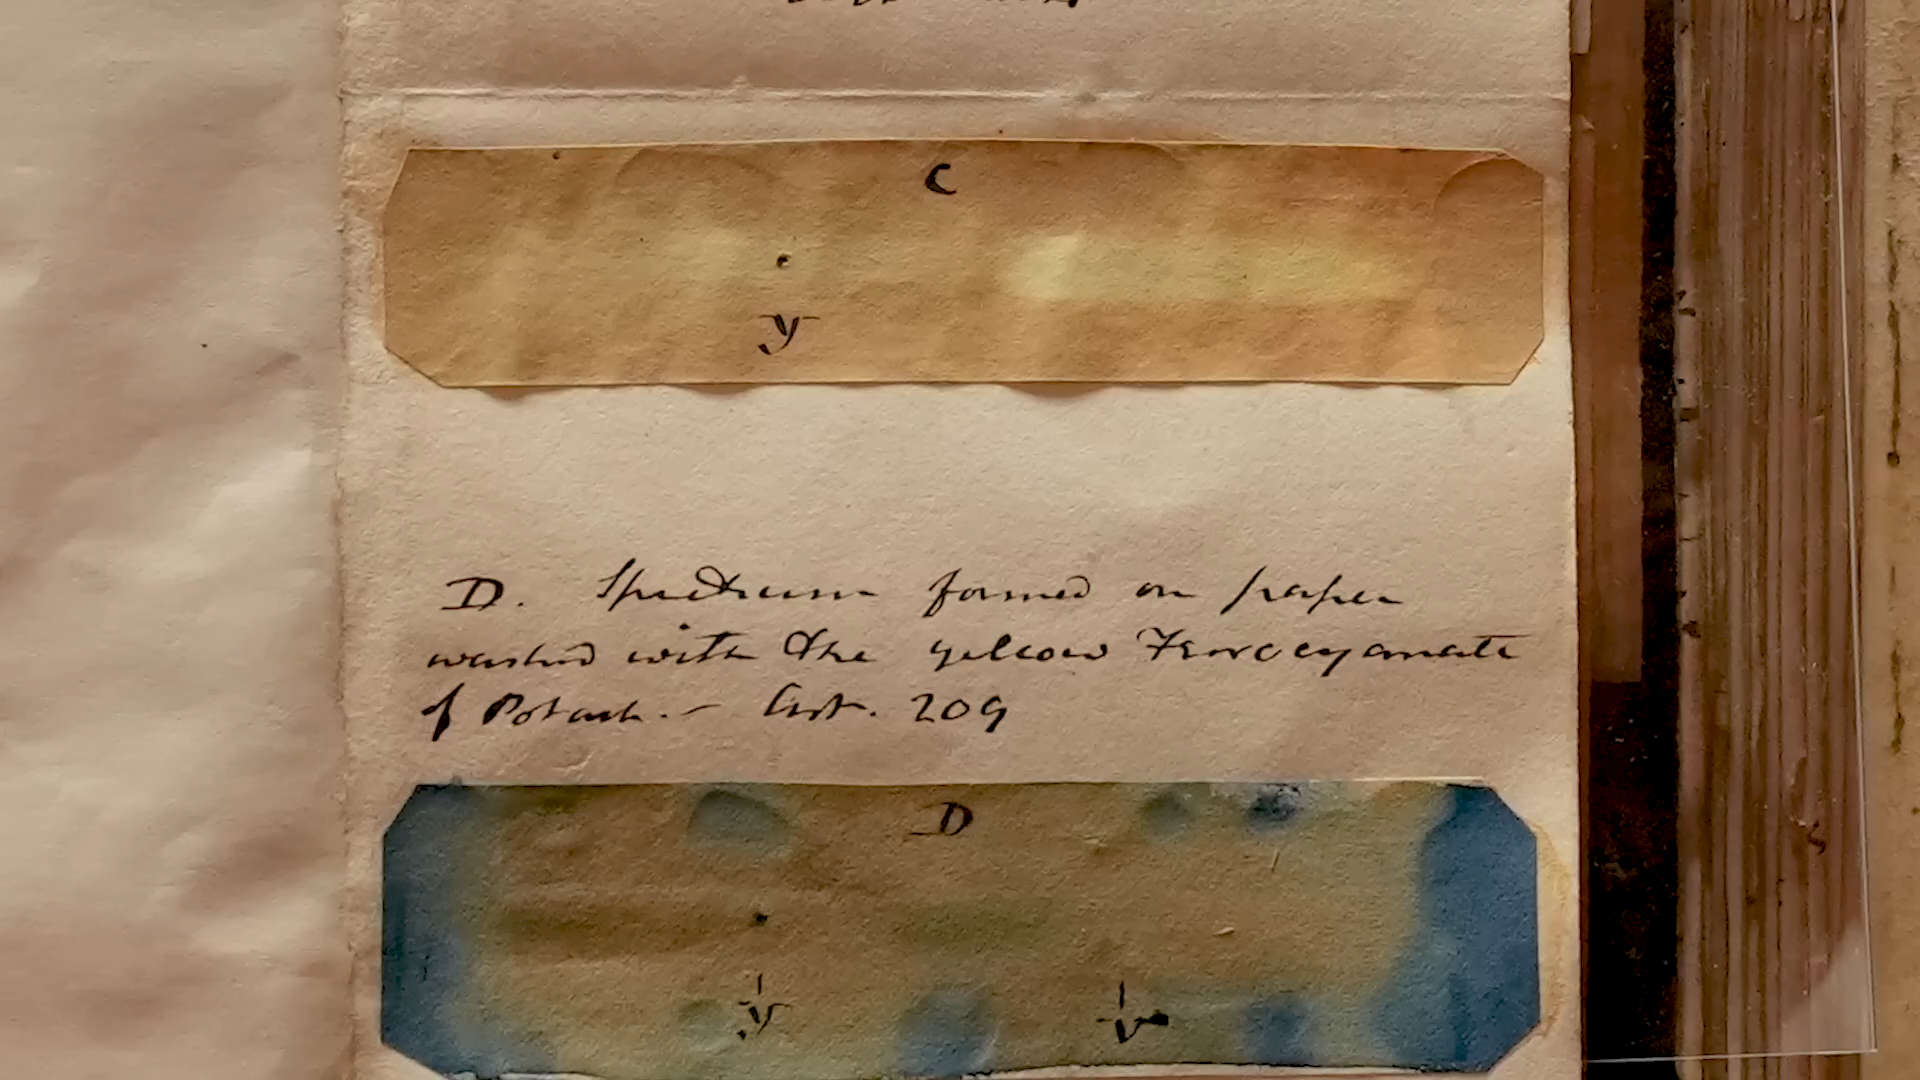 C
y
D. Spectrum formed on paper
washed with the yellow Ferrocyanate
of Potash. — Art. 209
D
y